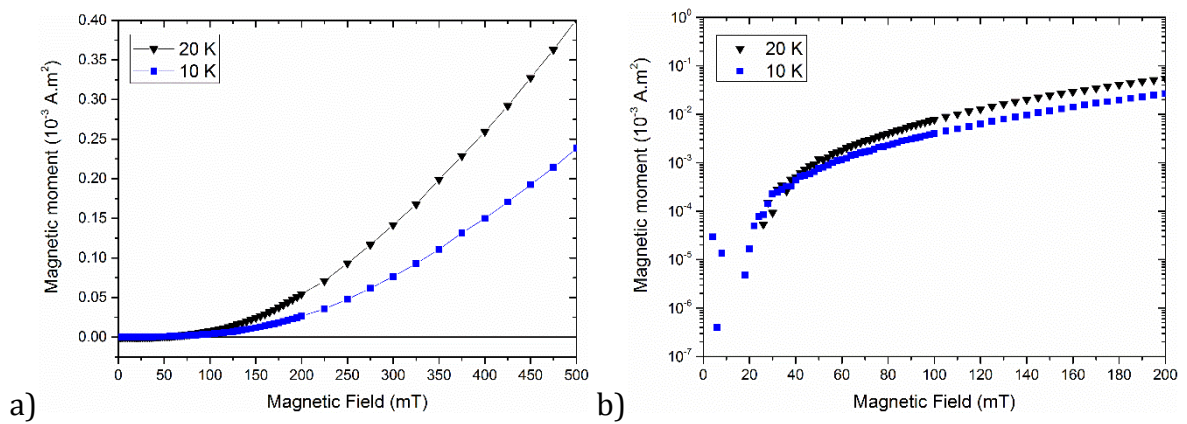 0.40
0.35
0.30
0.25
0.20
0.15
0.10
0.05
0.00
Magnetic moment (10⁻³ A.m²)
20 K
10 K
0 50 100 150 200 250 300 350 400 450 500
Magnetic Field (mT)
a)
10⁰
10⁻¹
10⁻²
10⁻³
10⁻⁴
10⁻⁵
10⁻⁶
10⁻⁷
Magnetic moment (10⁻³ A.m²)
20 K
10 K
0 20 40 60 80 100 120 140 160 180 200
Magnetic Field (mT)
b)